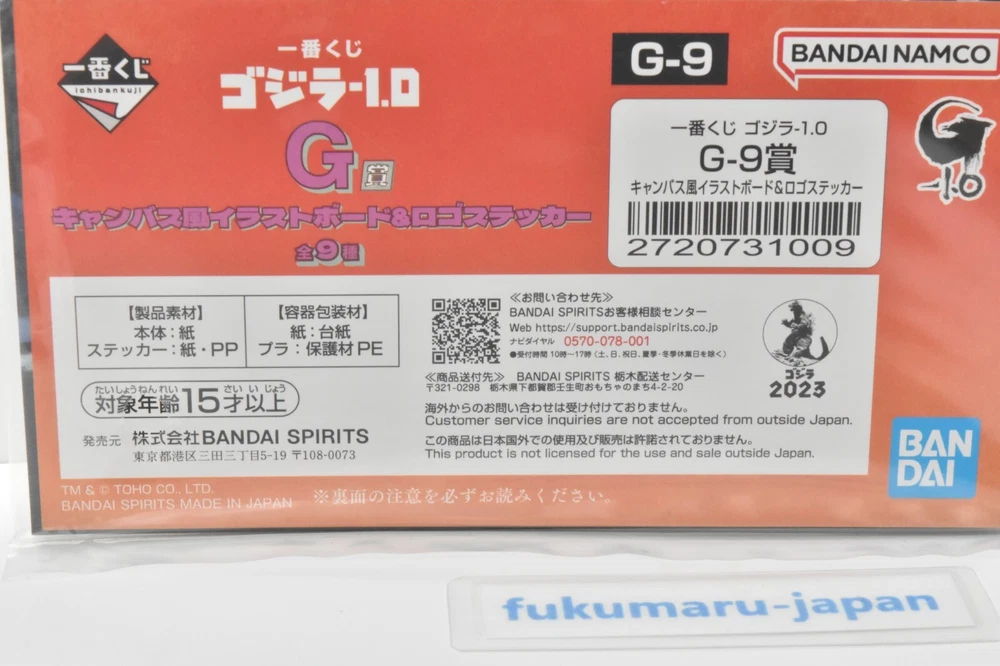 一番くじ
ichibankuji
一番くじ
ゴジラ-1.0
G賞
キャンバス風イラストボード&ロゴステッカー
全9種
G-9
BANDAI NAMCO
-1.0
一番くじ ゴジラ-1.0
G-9賞
キャンバス風イラストボード&ロゴステッカー
2720731009
【製品素材】
本体:紙
ステッカー:紙・PP
【容器包装材】
紙:台紙
プラ:保護材PE
たいしょうねんれい さい いじょう
対象年齢15才以上
発売元 株式会社BANDAI SPIRITS
東京都港区三田三丁目5-19 〒108-0073
≪お問い合わせ先≫
BANDAI SPIRITSお客様相談センター
Web https://support.bandaispirits.co.jp
ナビダイヤル 0570-078-001
●受付時間 10時~17時(土、日、祝日、夏季・冬季休業日を除く)
≪商品送付先≫ BANDAI SPIRITS 栃木配送センター
〒321-0298 栃木県下都賀郡壬生町おもちゃのまち4-2-20
海外からのお問い合わせは受け付けておりません。
Customer service inquiries are not accepted from outside Japan.
この商品は日本国外での使用及び販売は許諾されておりません。
This product is not licensed for the use and sale outside Japan.
ゴジラ
2023
BAN
DAI
TM & © TOHO CO., LTD.
BANDAI SPIRITS MADE IN JAPAN
※裏面の注意を必ずお読みください。
fukumaru-japan